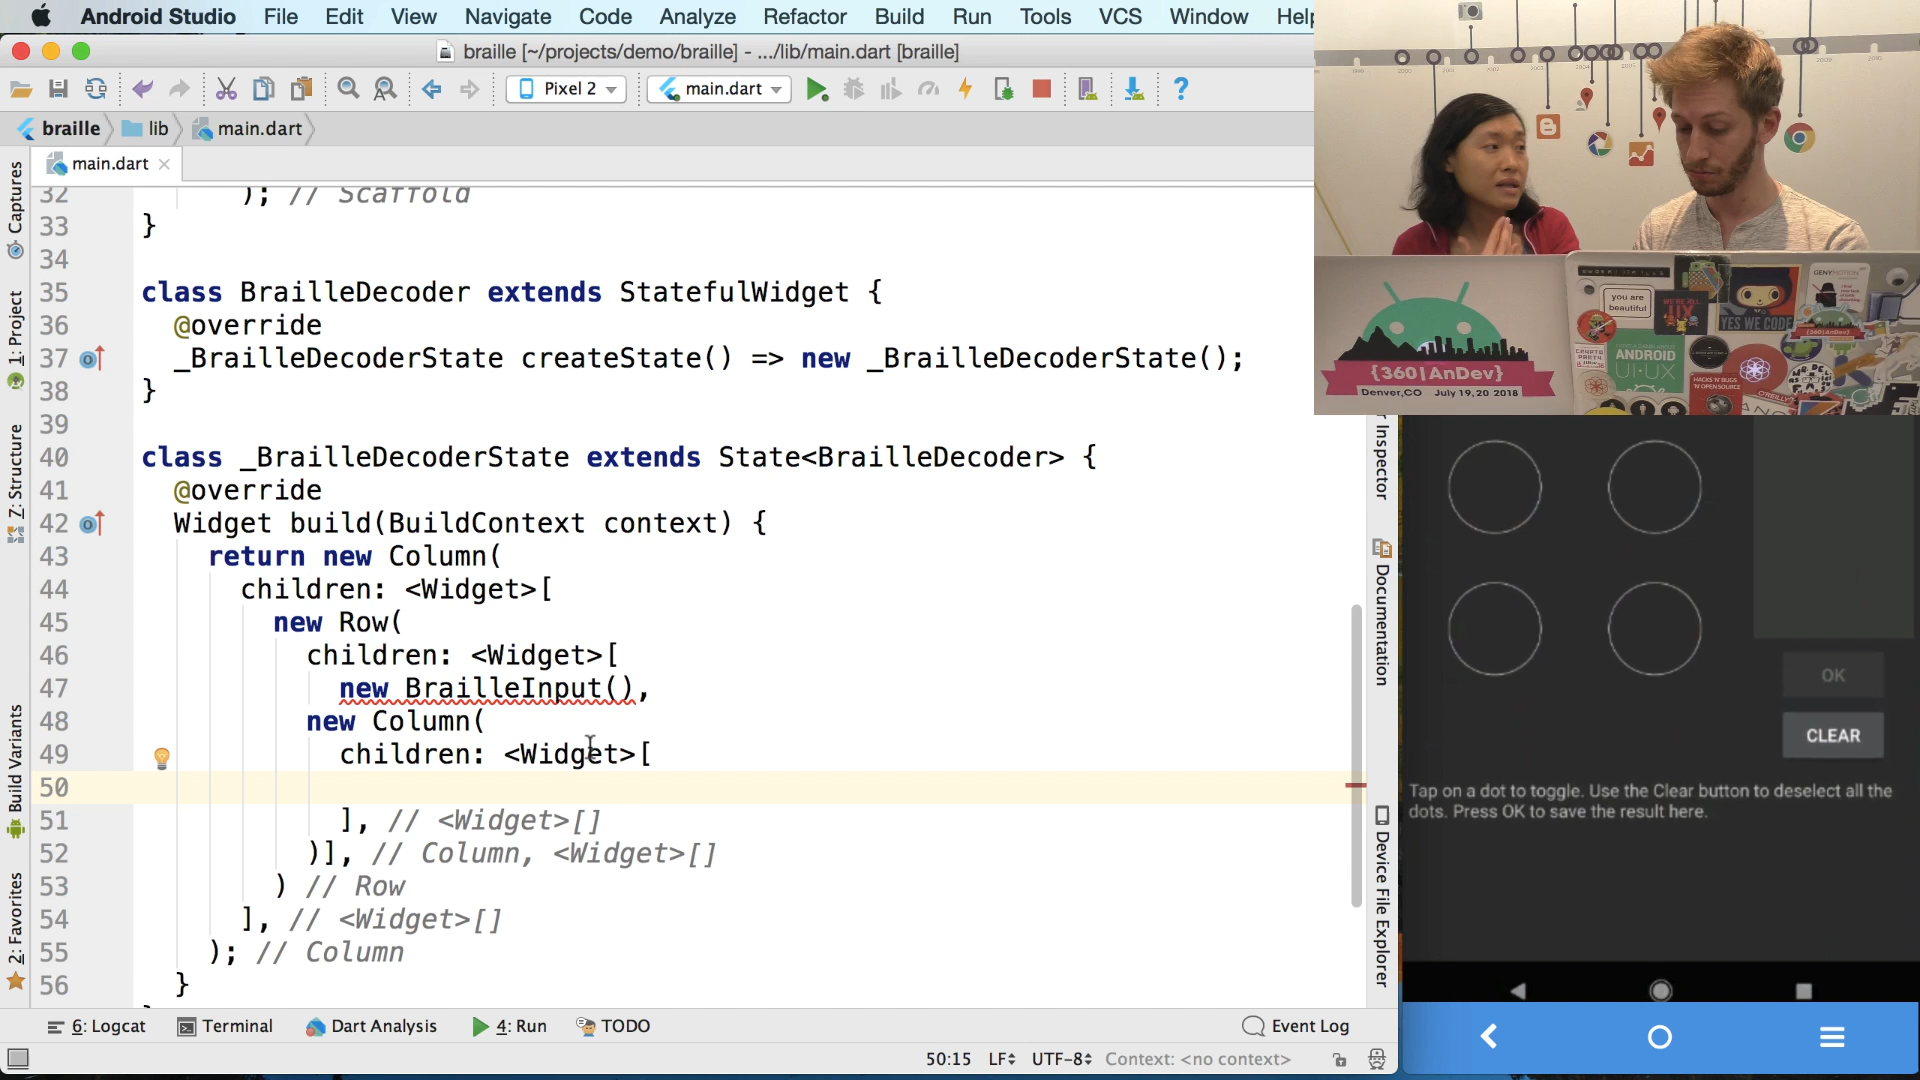 Android Studio File Edit View Navigate Code Analyze Refactor Build Run Tools VCS Window Help
braille [~/projects/demo/braille] - .../lib/main.dart [braille]
Pixel 2 main.dart
braille lib main.dart
main.dart
Captures
1: Project
Z: Structure
Build Variants
2: Favorites
32 ); // Scaffold
33 }
34
35 class BrailleDecoder extends StatefulWidget {
36 @override
37 _BrailleDecoderState createState() => new _BrailleDecoderState();
38 }
39
40 class _BrailleDecoderState extends State<BrailleDecoder> {
41 @override
42 Widget build(BuildContext context) {
43 return new Column(
44 children: <Widget>[
45 new Row(
46 children: <Widget>[
47 new BrailleInput(),
48 new Column(
49 children: <Widget>[
50
51 ], // <Widget>[]
52 )], // Column, <Widget>[]
53 ) // Row
54 ], // <Widget>[]
55 ); // Column
56 }
6: Logcat Terminal Dart Analysis 4: Run TODO Event Log
50:15 LF UTF-8 Context: <no context>
Inspector
Documentation
Device File Explorer
{360|AnDev}
Denver,CO July 19,20 2018
you are
beautiful
YES WE CODE
GENYMOTION
ANDROID
UI·UX
HACKS 'N' BUGS
'N' OPEN SOURCE
O'REILLY
OK
CLEAR
Tap on a dot to toggle. Use the Clear button to deselect all the
dots. Press OK to save the result here.